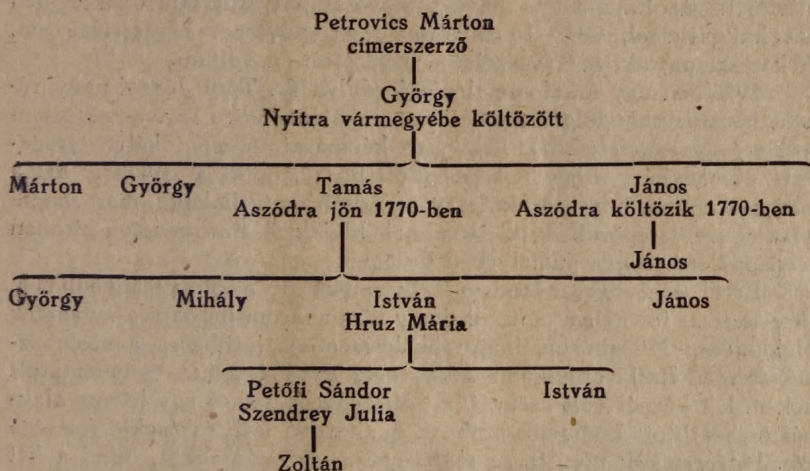 Petrovics Márton
címerszerző
György
Nyitra vármegyébe költözött
Márton György Tamás János
Aszódra jön 1770-ben Aszódra költözik 1770-ben
János
György Mihály István János
Hruz Mária
Petőfi Sándor István
Szendrey Julia
Zoltán